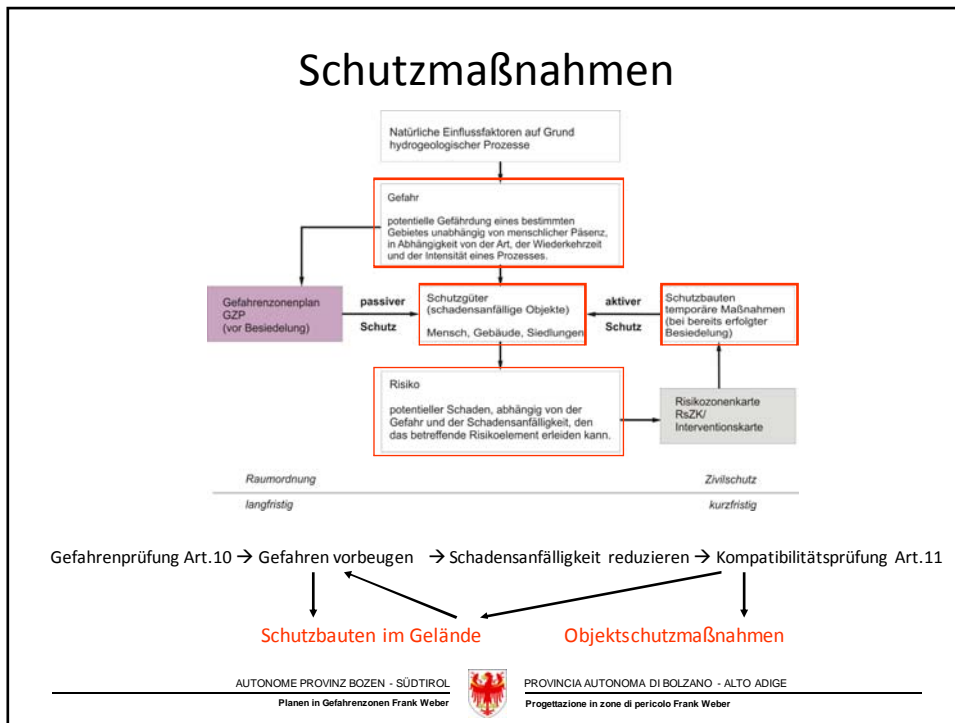 Schutzmaßnahmen
Natürliche Einflussfaktoren auf Grund
hydrogeologischer Prozesse
Gefahr
potentielle Gefährdung eines bestimmten
Gebietes unabhängig von menschlicher Päsenz,
in Abhängigkeit von der Art, der Wiederkehrzeit
und der Intensität eines Prozesses.
Gefahrenzonenplan
GZP
(vor Besiedelung)
passiver
Schutz
Schutzgüter
(schadensanfällige Objekte)
Mensch, Gebäude, Siedlungen
aktiver
Schutz
Schutzbauten
temporäre Maßnahmen
(bei bereits erfolgter
Besiedelung)
Risiko
potentieller Schaden, abhängig von der
Gefahr und der Schadensanfälligkeit, den
das betreffende Risikoelement erleiden kann.
Risikozonenkarte
RsZK/
Interventionskarte
Raumordnung
Zivilschutz
langfristig
kurzfristig
Gefahrenprüfung Art.10 → Gefahren vorbeugen → Schadensanfälligkeit reduzieren → Kompatibilitätsprüfung Art.11
Schutzbauten im Gelände
Objektschutzmaßnahmen
AUTONOME PROVINZ BOZEN - SÜDTIROL
PROVINCIA AUTONOMA DI BOLZANO - ALTO ADIGE
Planen in Gefahrenzonen Frank Weber
Progettazione in zone di pericolo Frank Weber